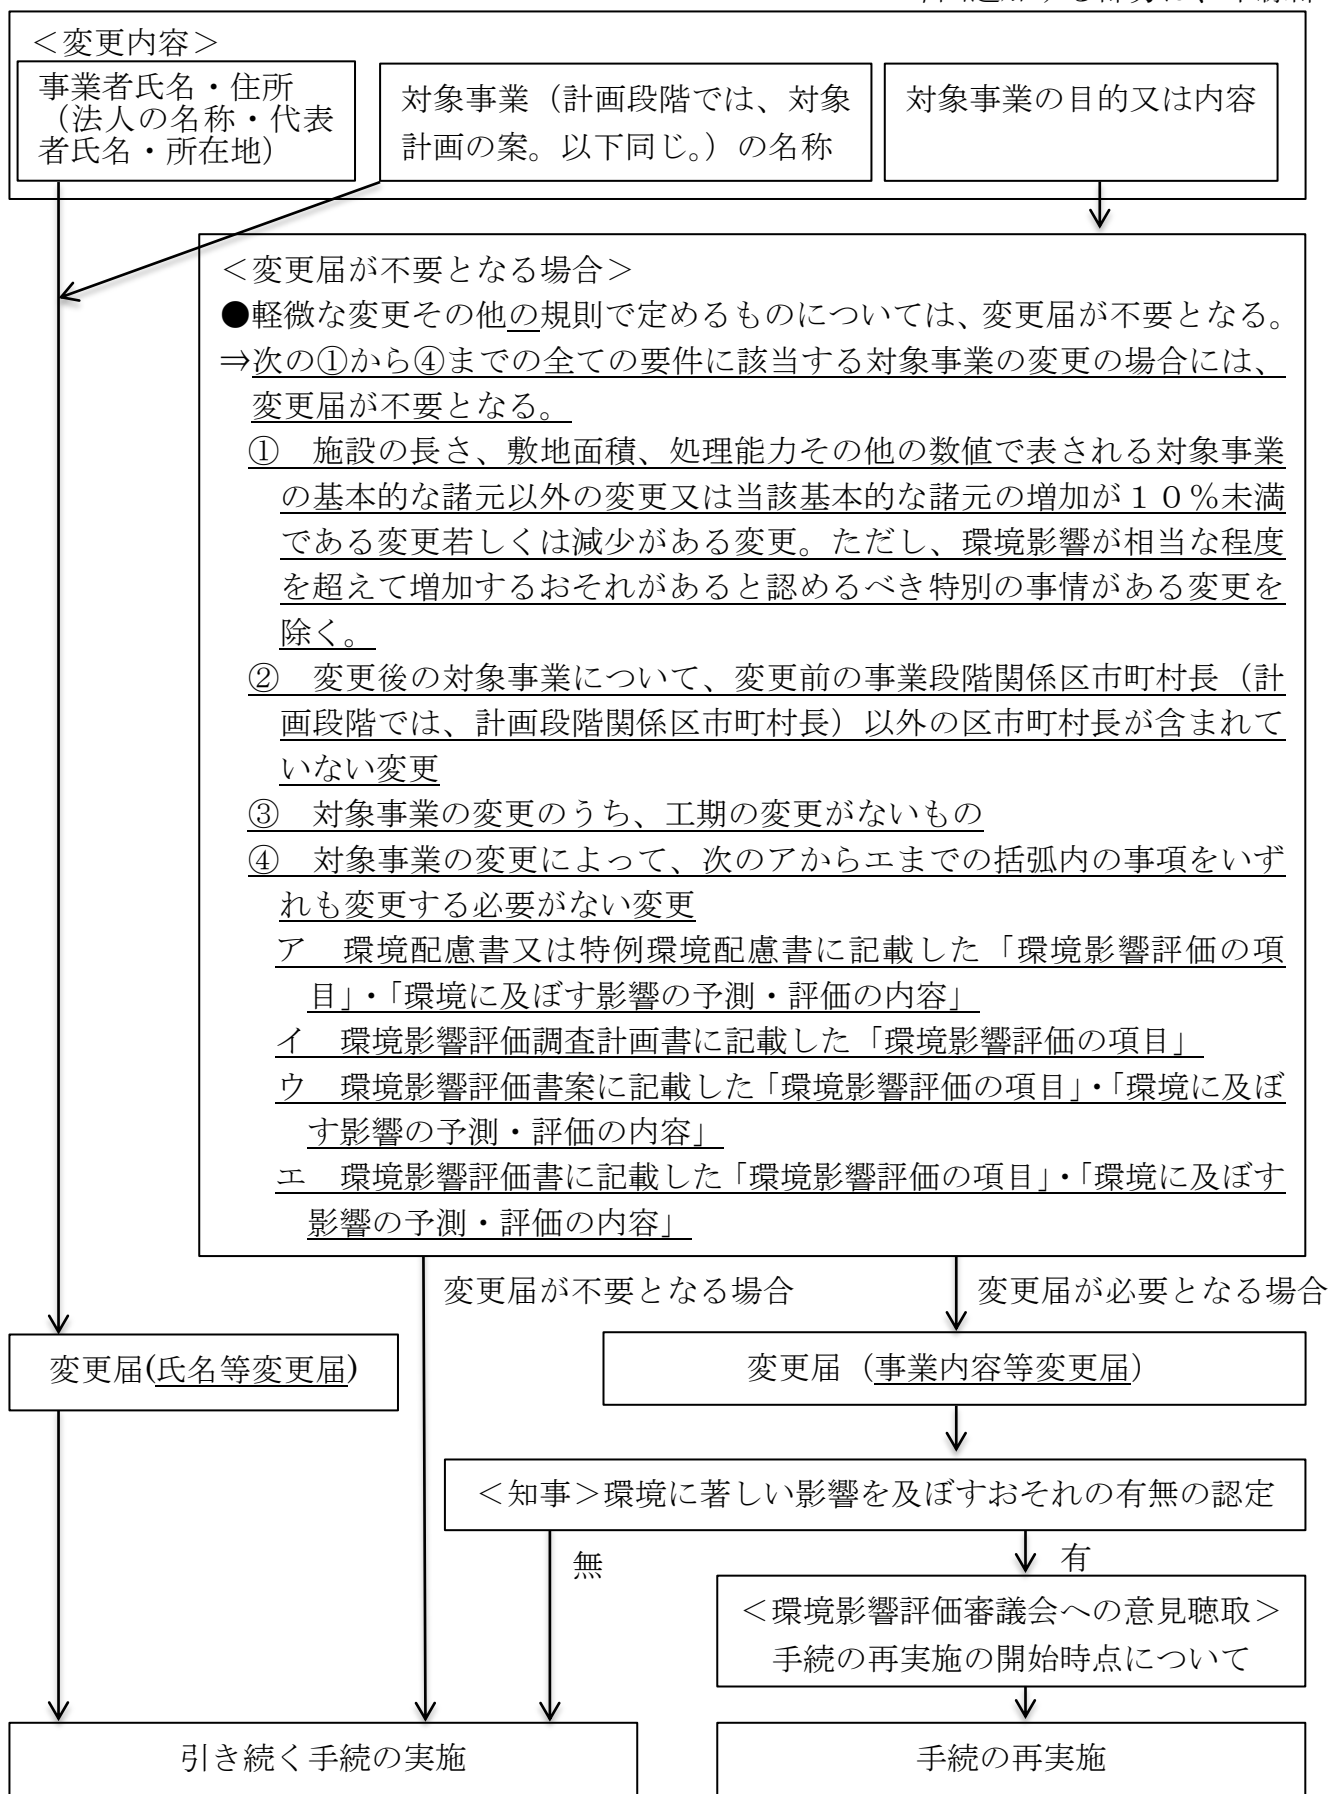 ＜変更内容＞
事業者氏名・住所
（法人の名称・代表
者氏名・所在地）
対象事業（計画段階では、対象
計画の案。以下同じ。）の名称
対象事業の目的又は内容
＜変更届が不要となる場合＞
●軽微な変更その他の規則で定めるものについては、変更届が不要となる。
⇒次の①から④までの全ての要件に該当する対象事業の変更の場合には、
変更届が不要となる。
①　施設の長さ、敷地面積、処理能力その他の数値で表される対象事業
の基本的な諸元以外の変更又は当該基本的な諸元の増加が１０％未満
である変更若しくは減少がある変更。ただし、環境影響が相当な程度
を超えて増加するおそれがあると認めるべき特別の事情がある変更を
除く。
②　変更後の対象事業について、変更前の事業段階関係区市町村長（計
画段階では、計画段階関係区市町村長）以外の区市町村長が含まれて
いない変更
③　対象事業の変更のうち、工期の変更がないもの
④　対象事業の変更によって、次のアからエまでの括弧内の事項をいず
れも変更する必要がない変更
ア　環境配慮書又は特例環境配慮書に記載した「環境影響評価の項
目」・「環境に及ぼす影響の予測・評価の内容」
イ　環境影響評価調査計画書に記載した「環境影響評価の項目」
ウ　環境影響評価書案に記載した「環境影響評価の項目」・「環境に及ぼ
す影響の予測・評価の内容」
エ　環境影響評価書に記載した「環境影響評価の項目」・「環境に及ぼす
影響の予測・評価の内容」
変更届が不要となる場合
変更届が必要となる場合
変更届(氏名等変更届)
変更届（事業内容等変更届）
＜知事＞環境に著しい影響を及ぼすおそれの有無の認定
無
有
＜環境影響評価審議会への意見聴取＞
手続の再実施の開始時点について
引き続く手続の実施
手続の再実施